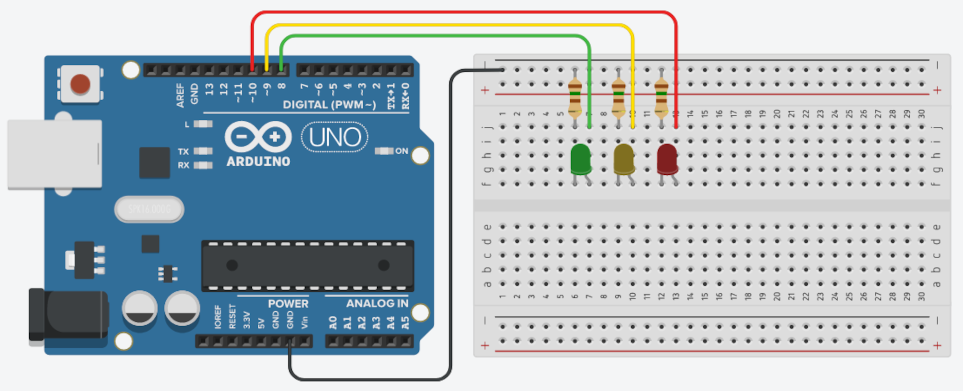 AREF
GND
13
12
~11
~10
~9
8
7
~6
~5
4
~3
2
TX→1
RX←0
DIGITAL (PWM ~)
L
TX
RX
UNO
ARDUINO
ON
POWER
ANALOG IN
IOREF
RESET
3.3V
5V
GND
GND
Vin
A0
A1
A2
A3
A4
A5
- -
+ +
1 2 3 4 5 6 7 8 9 10 11 12 13 14 15 16 17 18 19 20 21 22 23 24 25 26 27 28 29 30
j j
i i
h h
g g
f f
e e
d d
c c
b b
a a
1 2 3 4 5 6 7 8 9 10 11 12 13 14 15 16 17 18 19 20 21 22 23 24 25 26 27 28 29 30
- -
+ +